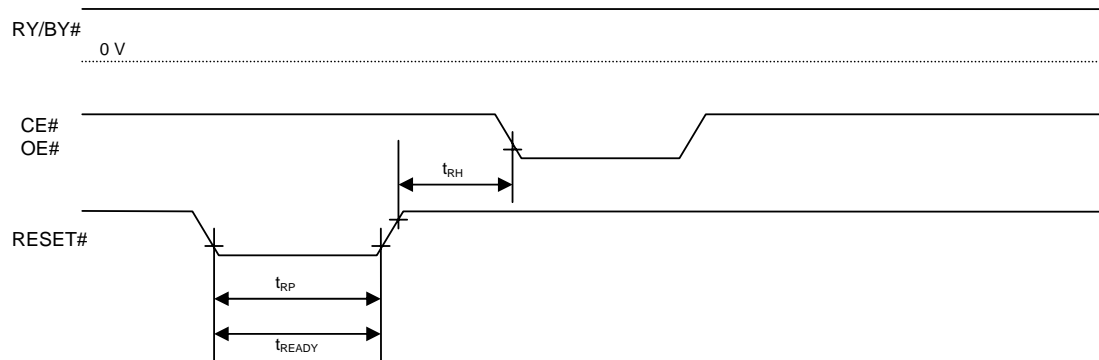 RY/BY#
0 V
CE#
OE#
tRH
RESET#
tRP
tREADY